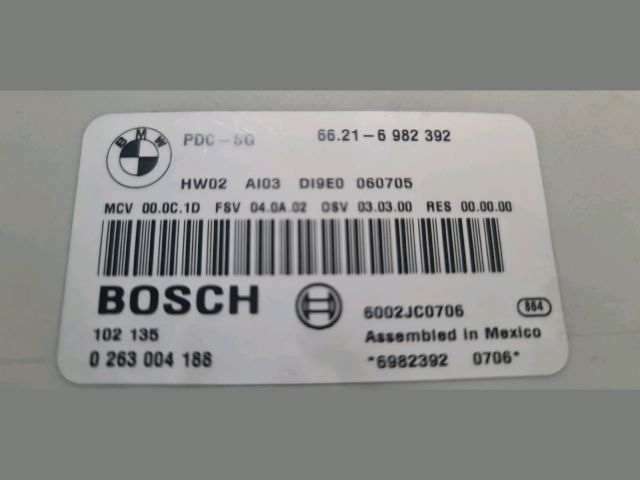 BMW
PDC-SG 66.21-6 982 392
HW02 AI03 DI9E0 060705
MCV 00.0C.1D FSV 04.0A.02 OSV 03.03.00 RES 00.00.00
BOSCH
6002JC0706 864
102 135 Assembled in Mexico
0 263 004 188 *6982392 0706*